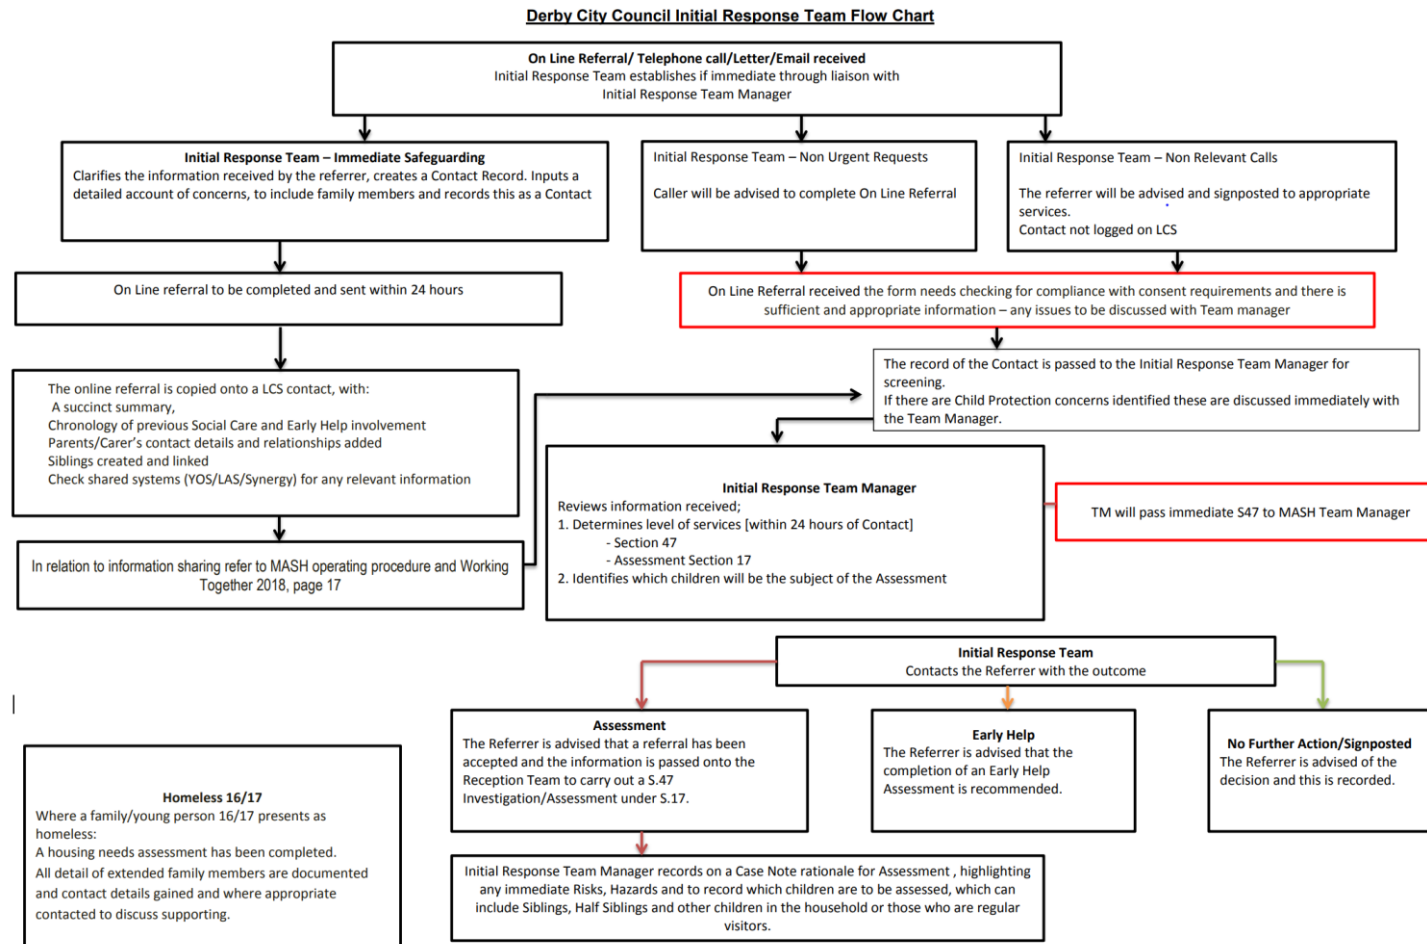 Derby City Council Initial Response Team Flow Chart
On Line Referral/ Telephone call/Letter/Email received
Initial Response Team establishes if immediate through liaison with
Initial Response Team Manager
Initial Response Team – Immediate Safeguarding
Clarifies the information received by the referrer, creates a Contact Record. Inputs a
detailed account of concerns, to include family members and records this as a Contact
Initial Response Team – Non Urgent Requests
Caller will be advised to complete On Line Referral
Initial Response Team – Non Relevant Calls
The referrer will be advised and signposted to appropriate
services.
Contact not logged on LCS
On Line referral to be completed and sent within 24 hours
On Line Referral received the form needs checking for compliance with consent requirements and there is
sufficient and appropriate information – any issues to be discussed with Team manager
The online referral is copied onto a LCS contact, with:
A succinct summary,
Chronology of previous Social Care and Early Help involvement
Parents/Carer's contact details and relationships added
Siblings created and linked
Check shared systems (YOS/LAS/Synergy) for any relevant information
The record of the Contact is passed to the Initial Response Team Manager for
screening.
If there are Child Protection concerns identified these are discussed immediately with
the Team Manager.
In relation to information sharing refer to MASH operating procedure and Working
Together 2018, page 17
Initial Response Team Manager
Reviews information received;
1. Determines level of services [within 24 hours of Contact]
- Section 47
- Assessment Section 17
2. Identifies which children will be the subject of the Assessment
TM will pass immediate S47 to MASH Team Manager
Initial Response Team
Contacts the Referrer with the outcome
Assessment
The Referrer is advised that a referral has been
accepted and the information is passed onto the
Reception Team to carry out a S.47
Investigation/Assessment under S.17.
Early Help
The Referrer is advised that the
completion of an Early Help
Assessment is recommended.
No Further Action/Signposted
The Referrer is advised of the
decision and this is recorded.
Homeless 16/17
Where a family/young person 16/17 presents as
homeless:
A housing needs assessment has been completed.
All detail of extended family members are documented
and contact details gained and where appropriate
contacted to discuss supporting.
Initial Response Team Manager records on a Case Note rationale for Assessment , highlighting
any immediate Risks, Hazards and to record which children are to be assessed, which can
include Siblings, Half Siblings and other children in the household or those who are regular
visitors.